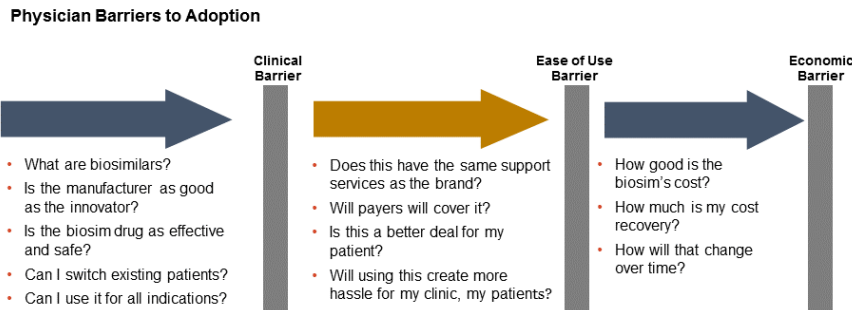 Physician Barriers to Adoption
Clinical
Barrier
• What are biosimilars?
• Is the manufacturer as good
as the innovator?
• Is the biosim drug as effective
and safe?
• Can I switch existing patients?
• Can I use it for all indications?
Ease of Use
Barrier
• Does this have the same support
services as the brand?
• Will payers will cover it?
• Is this a better deal for my
patient?
• Will using this create more
hassle for my clinic, my patients?
Economic
Barrier
• How good is the
biosim's cost?
• How much is my cost
recovery?
• How will that change
over time?